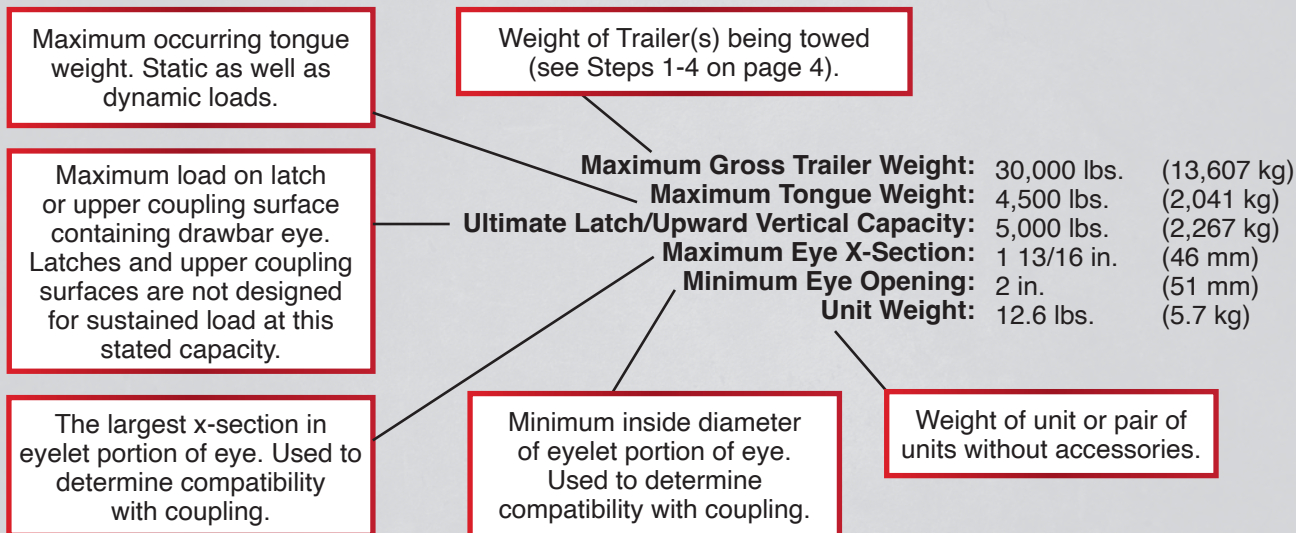 Maximum occurring tongue
weight. Static as well as
dynamic loads.
Weight of Trailer(s) being towed
(see Steps 1-4 on page 4).
Maximum load on latch
or upper coupling surface
containing drawbar eye.
Latches and upper coupling
surfaces are not designed
for sustained load at this
stated capacity.
Maximum Gross Trailer Weight: 30,000 lbs. (13,607 kg)
Maximum Tongue Weight: 4,500 lbs. (2,041 kg)
Ultimate Latch/Upward Vertical Capacity: 5,000 lbs. (2,267 kg)
Maximum Eye X-Section: 1 13/16 in. (46 mm)
Minimum Eye Opening: 2 in. (51 mm)
Unit Weight: 12.6 lbs. (5.7 kg)
The largest x-section in
eyelet portion of eye. Used to
determine compatibility
with coupling.
Minimum inside diameter
of eyelet portion of eye.
Used to determine
compatibility with coupling.
Weight of unit or pair of
units without accessories.